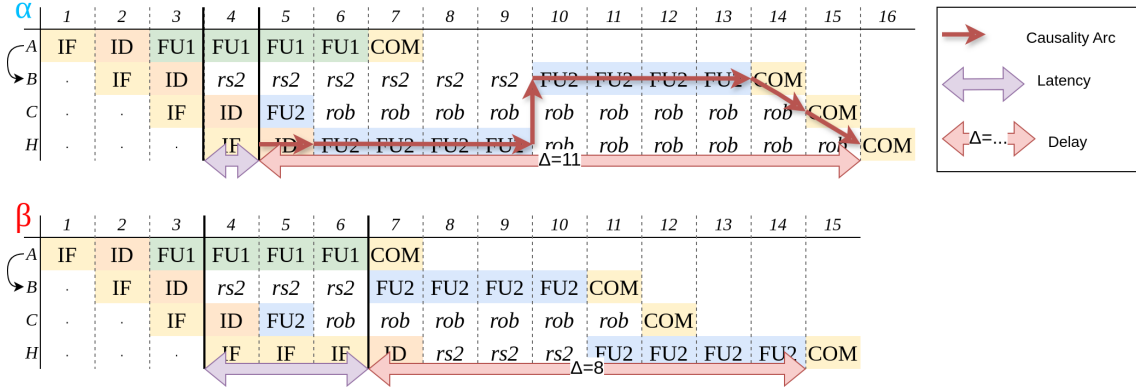 α 1 2 3 4 5 6 7 8 9 10 11 12 13 14 15 16
A IF ID FU1 FU1 FU1 FU1 COM
B . IF ID rs2 rs2 rs2 rs2 rs2 rs2 FU2 FU2 FU2 FU2 COM
C . . IF ID FU2 rob rob rob rob rob rob rob rob rob COM
H . . . IF ID FU2 FU2 FU2 FU2 rob rob rob rob rob rob COM
Δ=11
Causality Arc
Latency
Δ=... Delay
β 1 2 3 4 5 6 7 8 9 10 11 12 13 14 15
A IF ID FU1 FU1 FU1 FU1 COM
B . IF ID rs2 rs2 rs2 FU2 FU2 FU2 FU2 COM
C . . IF ID FU2 rob rob rob rob rob rob COM
H . . . IF IF IF ID rs2 rs2 rs2 FU2 FU2 FU2 FU2 COM
Δ=8